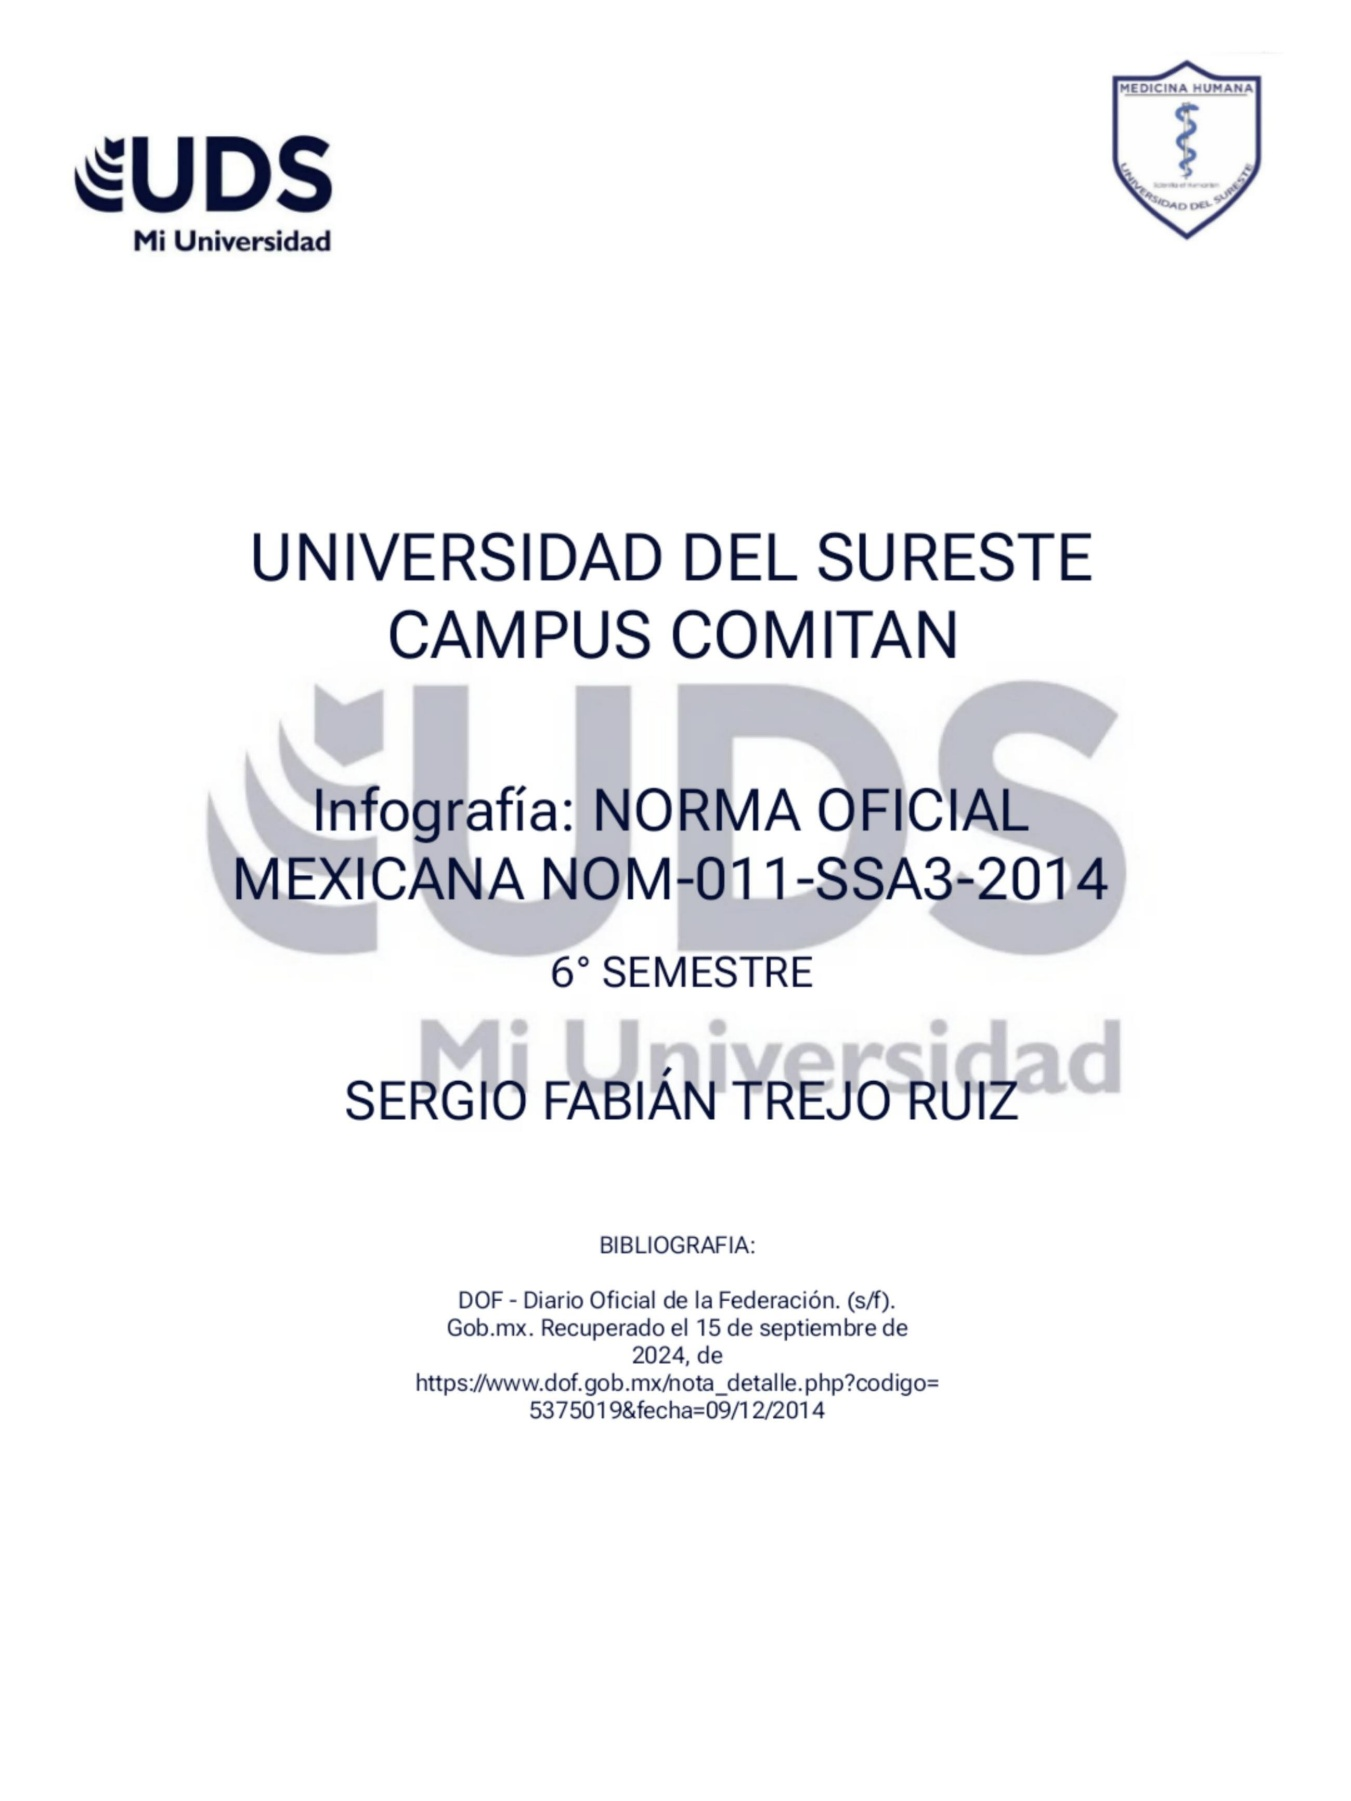 MEDICINA HUMANA
UDS
Mi Universidad
UNIVERSIDAD DEL SURESTE
UNIVERSIDAD DEL SURESTE
CAMPUS COMITAN
UDS
Infografía: NORMA OFICIAL
MEXICANA NOM-011-SSA3-2014
6° SEMESTRE
Mi Universidad
SERGIO FABIÁN TREJO RUIZ
BIBLIOGRAFIA:
DOF - Diario Oficial de la Federación. (s/f).
Gob.mx. Recuperado el 15 de septiembre de
2024, de
https://www.dof.gob.mx/nota_detalle.php?codigo=
5375019&fecha=09/12/2014